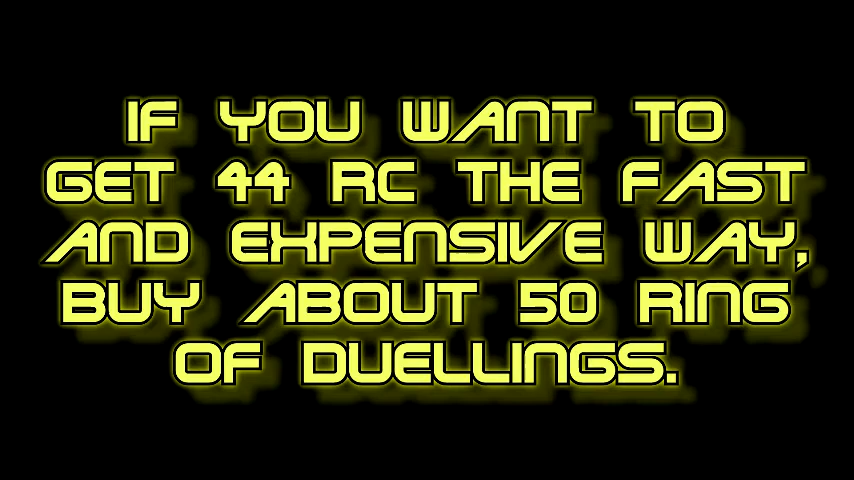 IF YOU WANT TO
GET 44 RC THE FAST
AND EXPENSIVE WAY,
BUY ABOUT 50 RING
OF DUELLINGS.